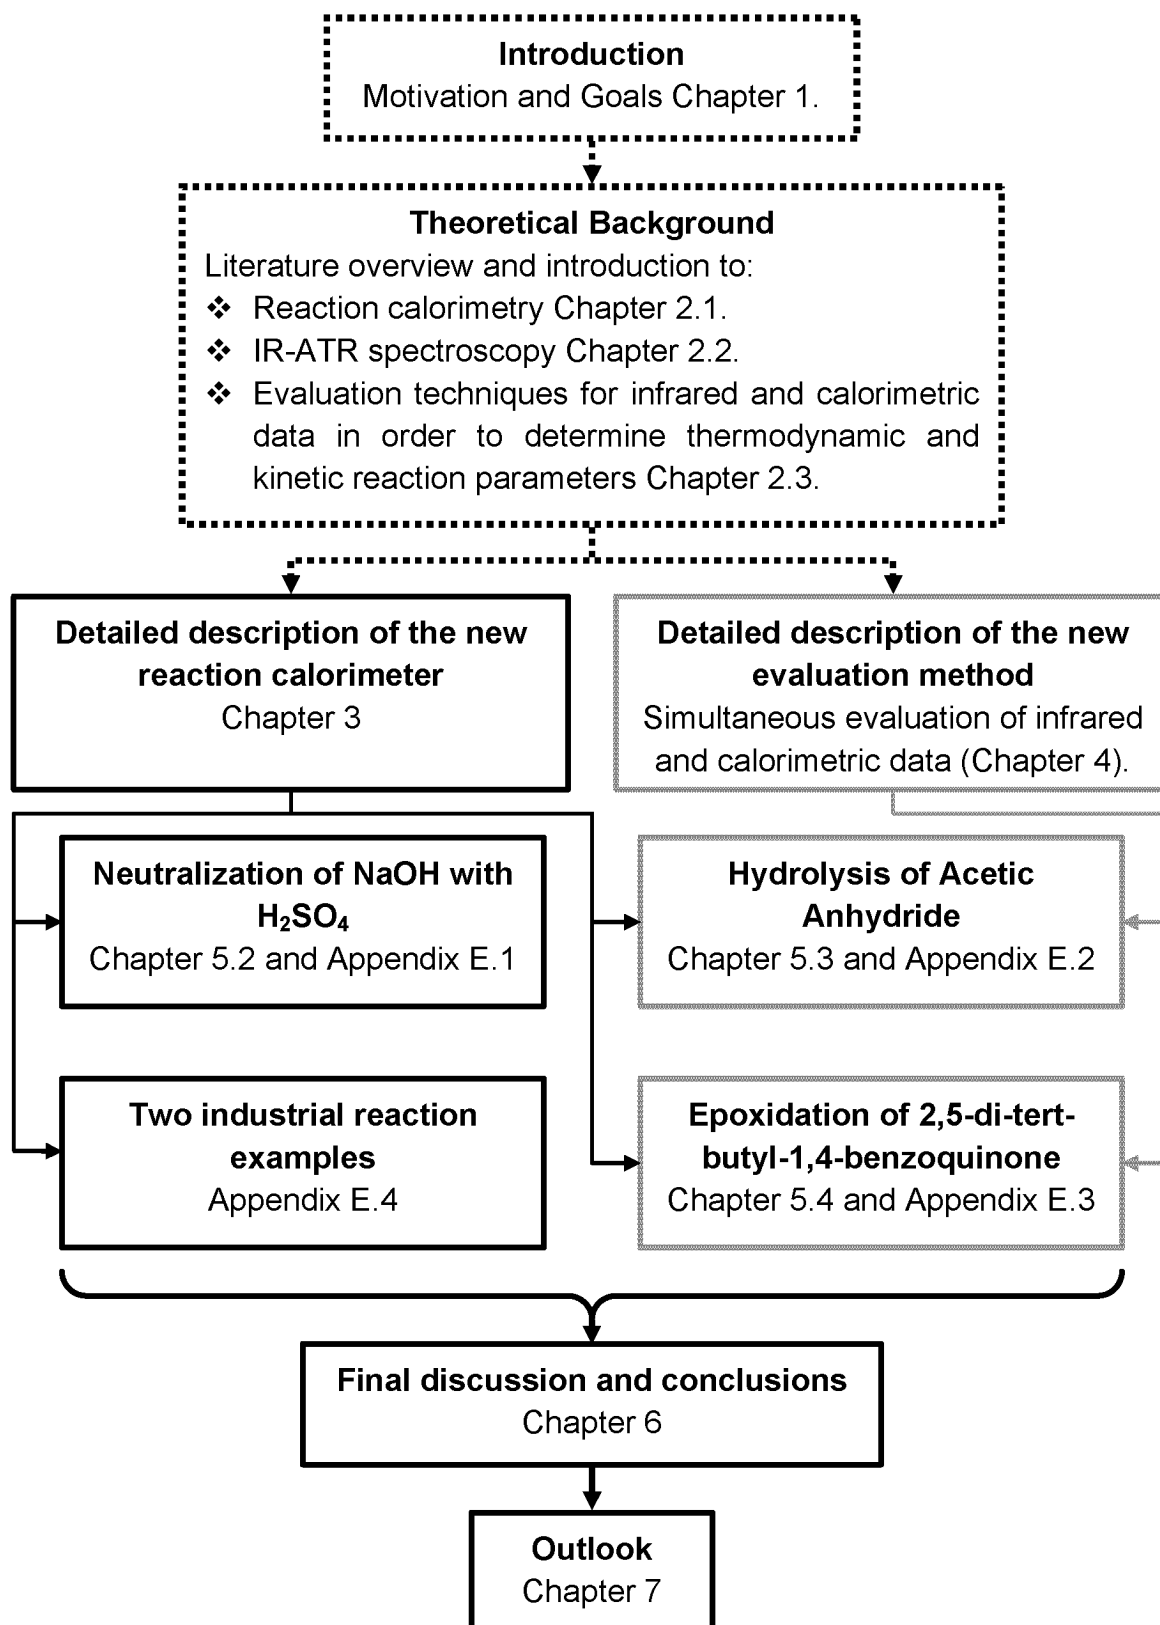 Introduction
Motivation and Goals Chapter 1.
Theoretical Background
Literature overview and introduction to:
❖ Reaction calorimetry Chapter 2.1.
❖ IR-ATR spectroscopy Chapter 2.2.
❖ Evaluation techniques for infrared and calorimetric
data in order to determine thermodynamic and
kinetic reaction parameters Chapter 2.3.
Detailed description of the new
reaction calorimeter
Chapter 3
Detailed description of the new
evaluation method
Simultaneous evaluation of infrared
and calorimetric data (Chapter 4).
Neutralization of NaOH with
H₂SO₄
Chapter 5.2 and Appendix E.1
Hydrolysis of Acetic
Anhydride
Chapter 5.3 and Appendix E.2
Two industrial reaction
examples
Appendix E.4
Epoxidation of 2,5-di-tert-
butyl-1,4-benzoquinone
Chapter 5.4 and Appendix E.3
Final discussion and conclusions
Chapter 6
Outlook
Chapter 7